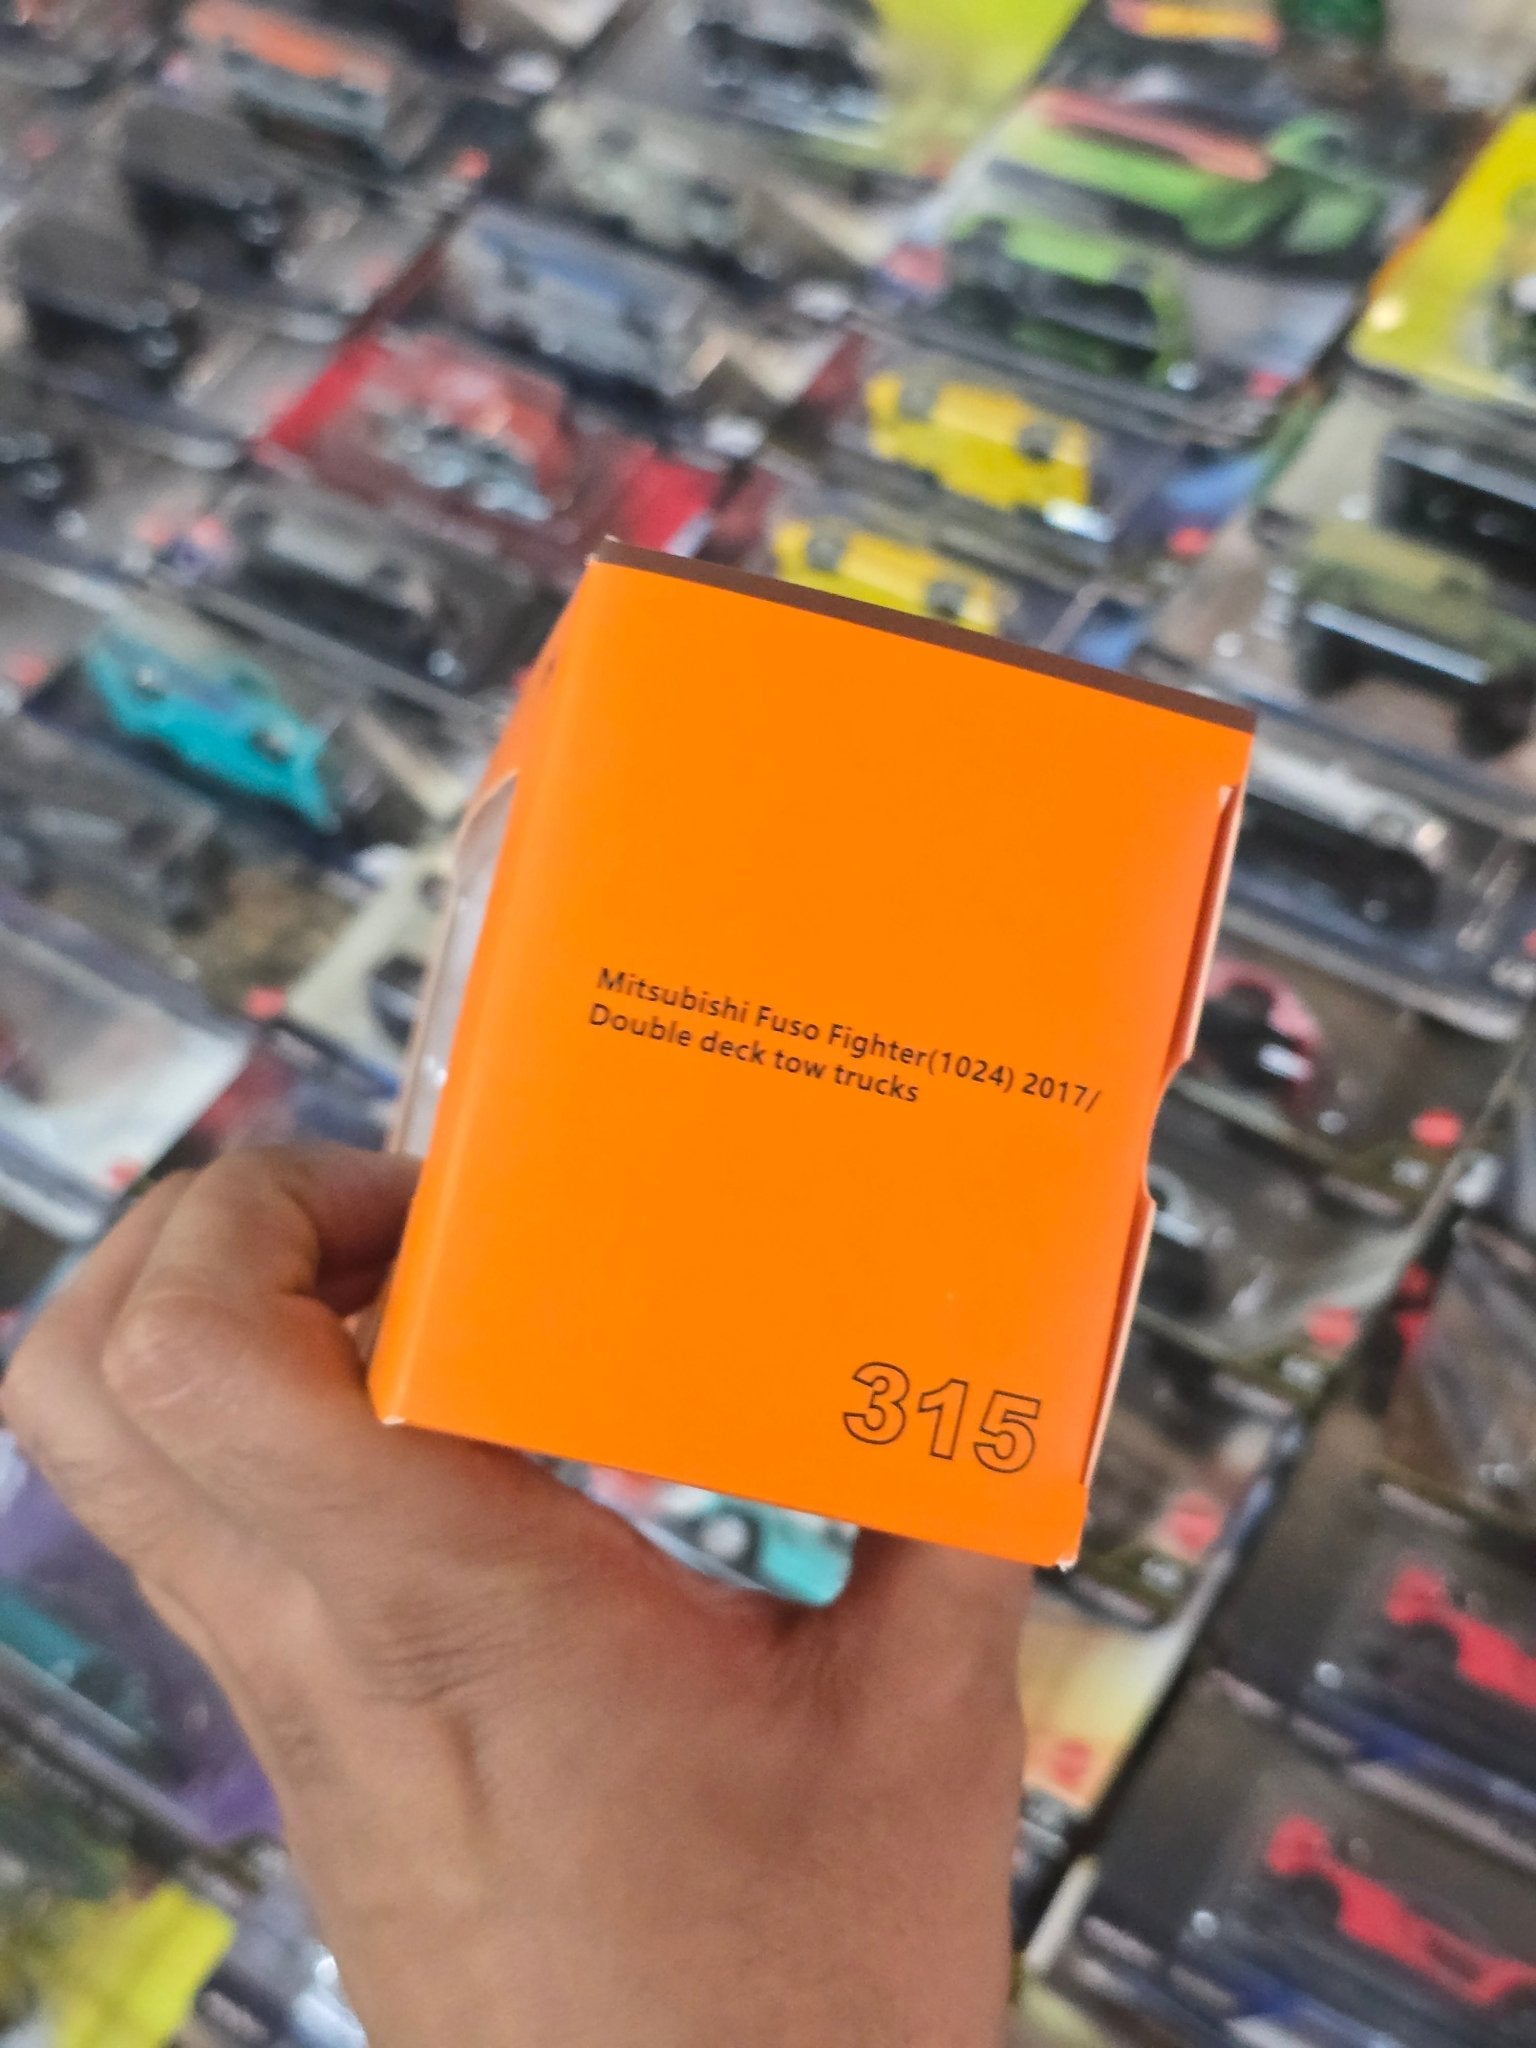 Mitsubishi Fuso Fighter(1024) 2017/
Double deck tow trucks
315